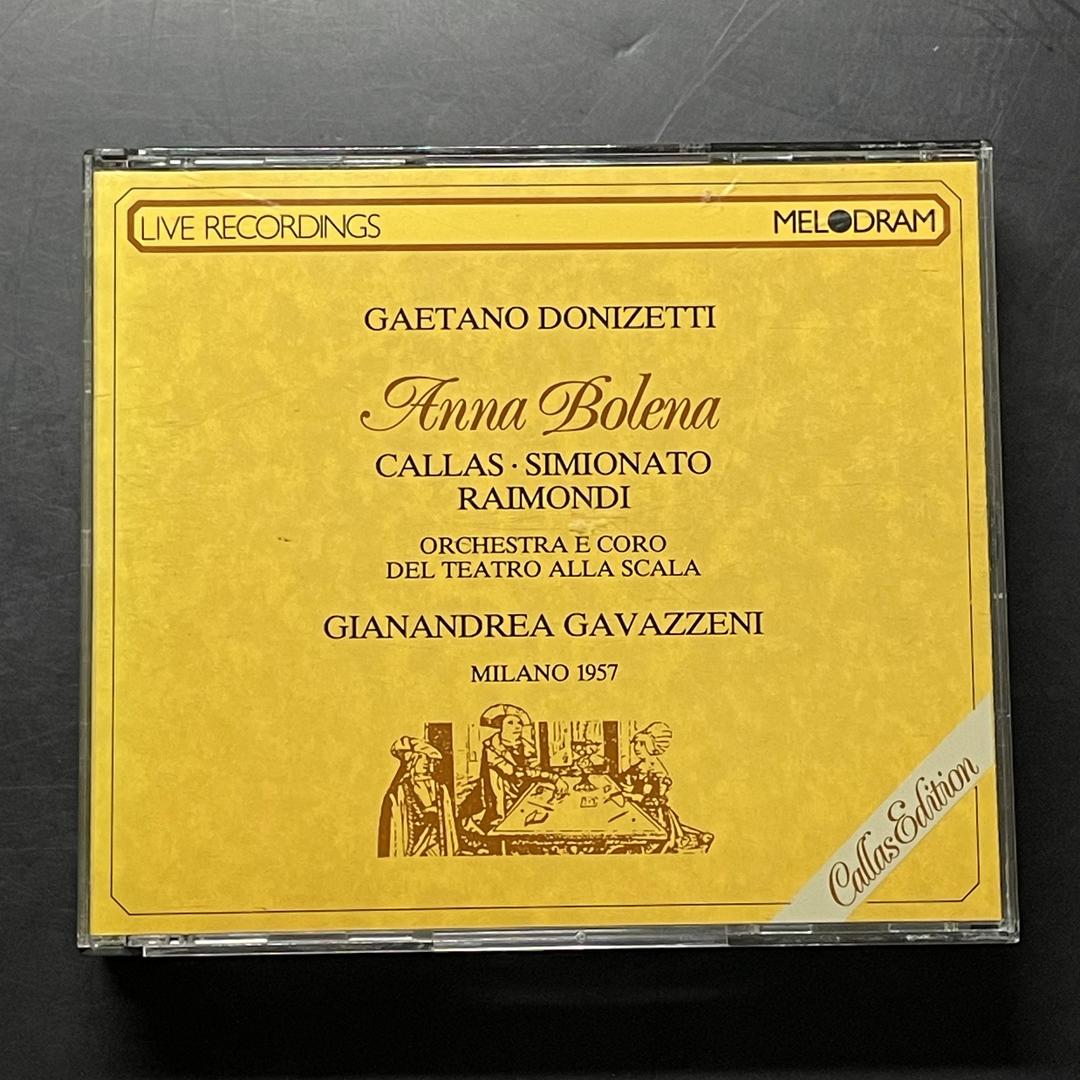 LIVE RECORDINGS
MELODRAM
GAETANO DONIZETTI
Anna Bolena
CALLAS · SIMIONATO
RAIMONDI
ORCHESTRA E CORO
DEL TEATRO ALLA SCALA
GIANANDREA GAVAZZENI
MILANO 1957
Callas Edition